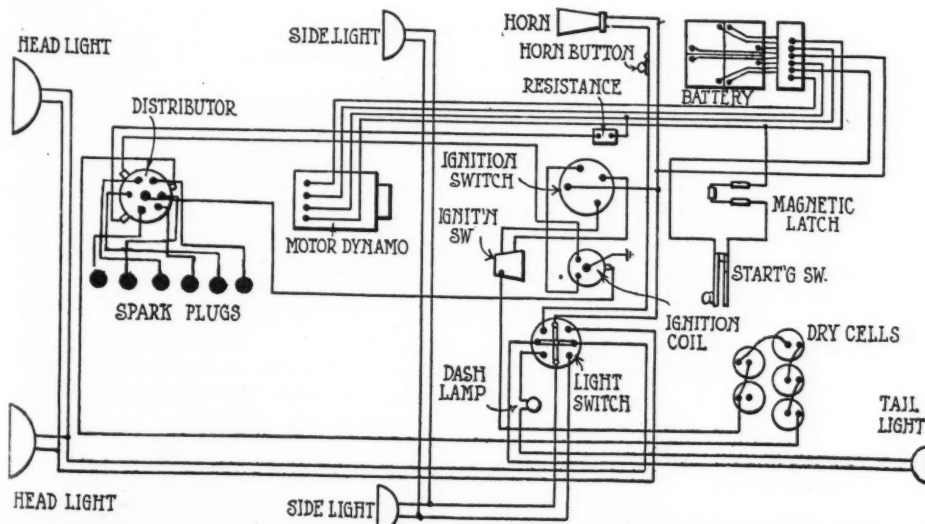 HORN
HEAD LIGHT
SIDE LIGHT
HORN BUTTON
RESISTANCE
BATTERY
DISTRIBUTOR
IGNITION
SWITCH
IGNIT'N
SW
MAGNETIC
LATCH
MOTOR DYNAMO
START'G SW.
SPARK PLUGS
IGNITION
COIL
DRY CELLS
DASH
LAMP
LIGHT
SWITCH
TAIL
LIGHT
HEAD LIGHT
SIDE LIGHT